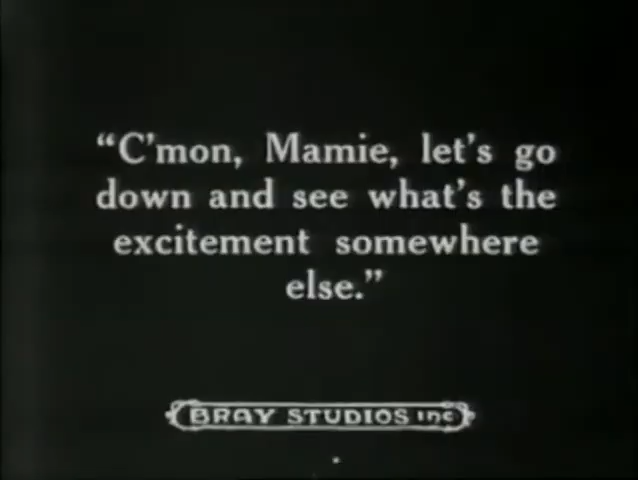 “C’mon, Mamie, let’s go
down and see what’s the
excitement somewhere
else.”
BRAY STUDIOS Inc